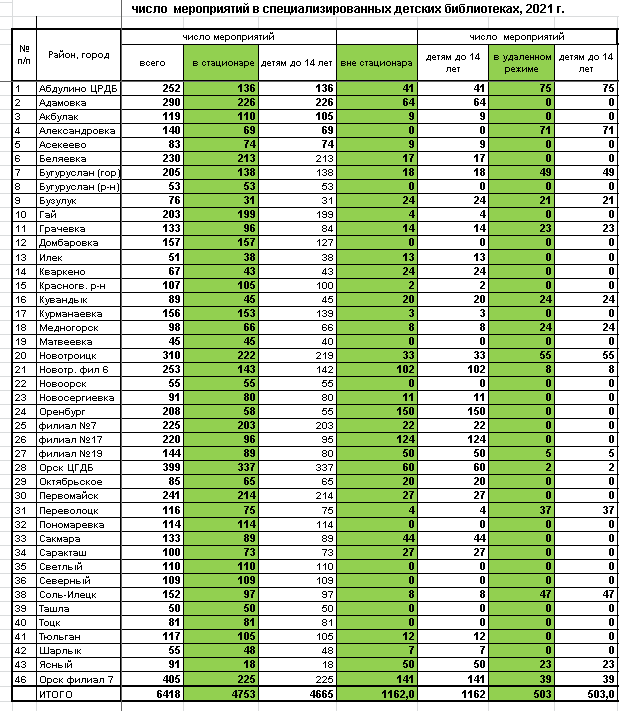 число  мероприятий в специализированных детских библиотеках, 2021 г.
№ п/п Район, город число мероприятий число  мероприятий
всего в стационаре детям до 14 лет вне стационара детям до 14 лет в удаленном режиме детям до 14 лет
1 Абдулино ЦРДБ 252 136 136 41 41 75 75
2 Адамовка 290 226 226 64 64 0 0
3 Акбулак 119 110 105 9 9 0 0
4 Александровка 140 69 69 0 0 71 71
5 Асекеево 83 74 74 9 9 0 0
6 Беляевка 230 213 213 17 17 0 0
7 Бугуруслан (гор) 205 138 138 18 18 49 49
8 Бугуруслан (р-н) 53 53 53 0 0 0 0
9 Бузулук 76 31 31 24 24 21 21
10 Гай 203 199 199 4 4 0 0
11 Грачевка 133 96 84 14 14 23 23
12 Домбаровка 157 157 127 0 0 0 0
13 Илек 51 38 38 13 13 0 0
14 Кваркено 67 43 43 24 24 0 0
15 Красногв. р-н 107 105 100 2 2 0 0
16 Кувандык 89 45 45 20 20 24 24
17 Курманаевка 156 153 139 3 3 0 0
18 Медногорск 98 66 66 8 8 24 24
19 Матвеевка 45 45 40 0 0 0 0
20 Новотроицк 310 222 219 33 33 55 55
21 Новотр. фил 6 253 143 142 102 102 8 8
22 Новоорск 55 55 55 0 0 0 0
23 Новосергиевка 91 80 80 11 11 0 0
24 Оренбург 208 58 55 150 150 0 0
25 филиал №7 225 203 203 22 22 0 0
26 филиал №17 220 96 95 124 124 0 0
27 филиал №19 144 89 80 50 50 5 5
28 Орск ЦГДБ 399 337 337 60 60 2 2
29 Октябрьское 85 65 65 20 20 0 0
30 Первомайск 241 214 214 27 27 0 0
31 Переволоцк 116 75 75 4 4 37 37
32 Пономаревка 114 114 114 0 0 0 0
33 Сакмара 133 89 89 44 44 0 0
34 Саракташ 100 73 73 27 27 0 0
35 Светлый 110 110 110 0 0 0 0
36 Северный 109 109 109 0 0 0 0
38 Соль-Илецк 152 97 97 8 8 47 47
39 Ташла 50 50 50 0 0 0 0
40 Тоцк 81 81 81 0 0 0 0
41 Тюльган 117 105 105 12 12 0 0
42 Шарлык 55 48 48 7 7 0 0
43 Ясный 91 18 18 50 50 23 23
46 Орск филиал 7 405 225 225 141 141 39 39
ИТОГО 6418 4753 4665 1162,0 1162 503 503,0